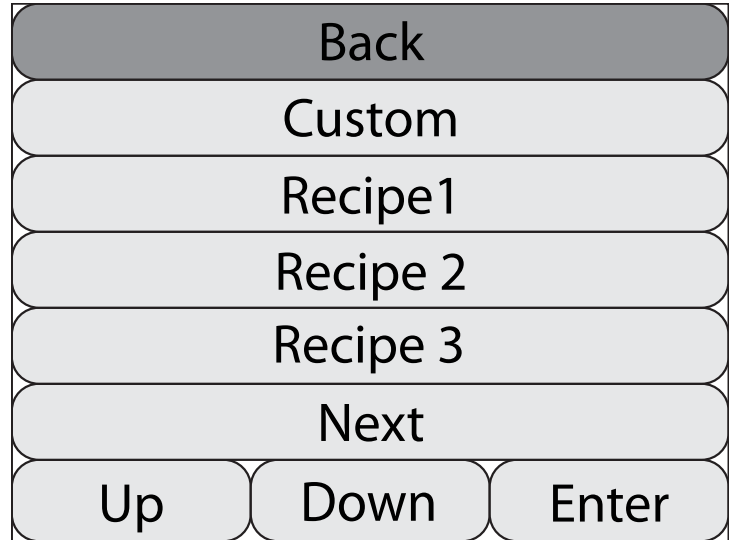 Back
Custom
Recipe1
Recipe 2
Recipe 3
Next
Up Down Enter